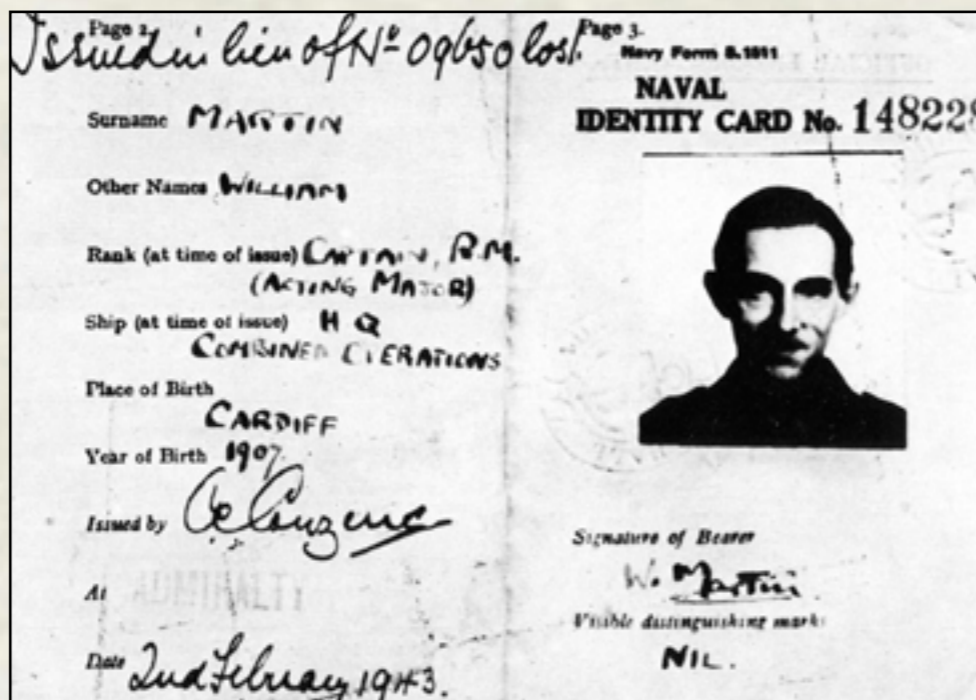 Page 2.
Issued in lieu of No 09650 lost.
Surname MARTIN
Other Names WILLIAM
Rank (at time of issue) CAPTAIN, R.M.
(ACTING MAJOR)
Ship (at time of issue) H Q
COMBINED OPERATIONS
Place of Birth
CARDIFF
Year of Birth 1907.
Issued by
At ADMIRALTY
Date 2nd February 1943.
Page 3.
Navy Form S.1511
NAVAL
IDENTITY CARD No. 148228
Signature of Bearer
W. Martin
Visible distinguishing marks
NIL.